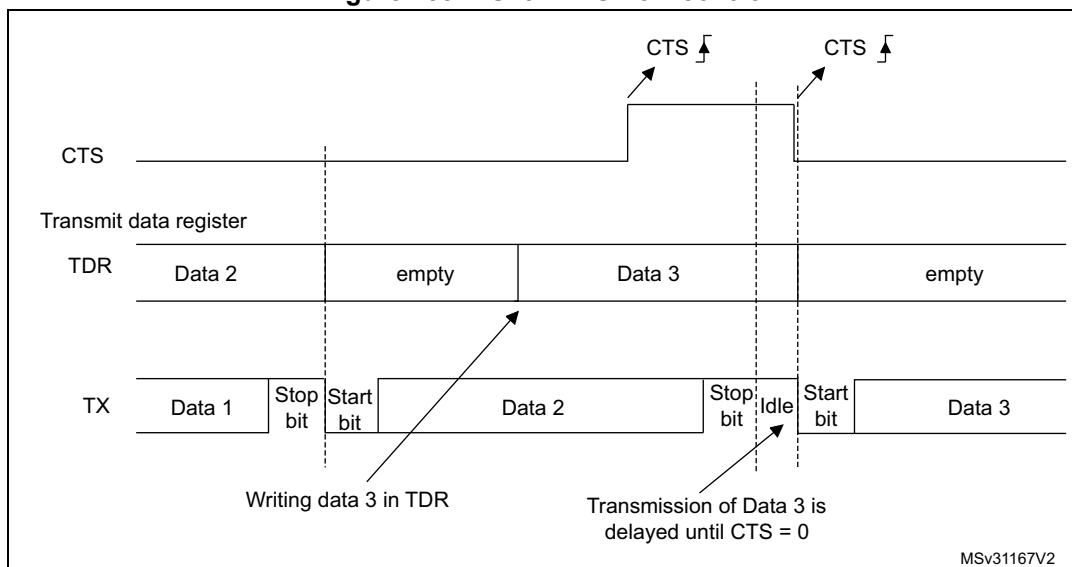 CTS CTS
CTS
Transmit data register
TDR Data 2 empty Data 3 empty
TX Data 1 Stop bit Start bit Data 2 Stop bit Idle Start bit Data 3
Writing data 3 in TDR
Transmission of Data 3 is
delayed until CTS = 0
MSv31167V2